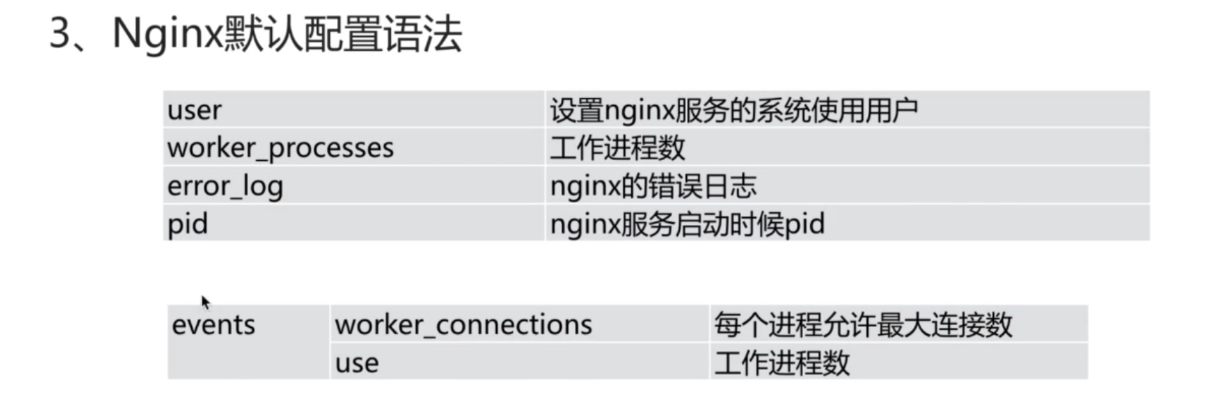 3、Nginx默认配置语法
user 设置nginx服务的系统使用用户
worker_processes 工作进程数
error_log nginx的错误日志
pid nginx服务启动时候pid
events worker_connections 每个进程允许最大连接数
use 工作进程数